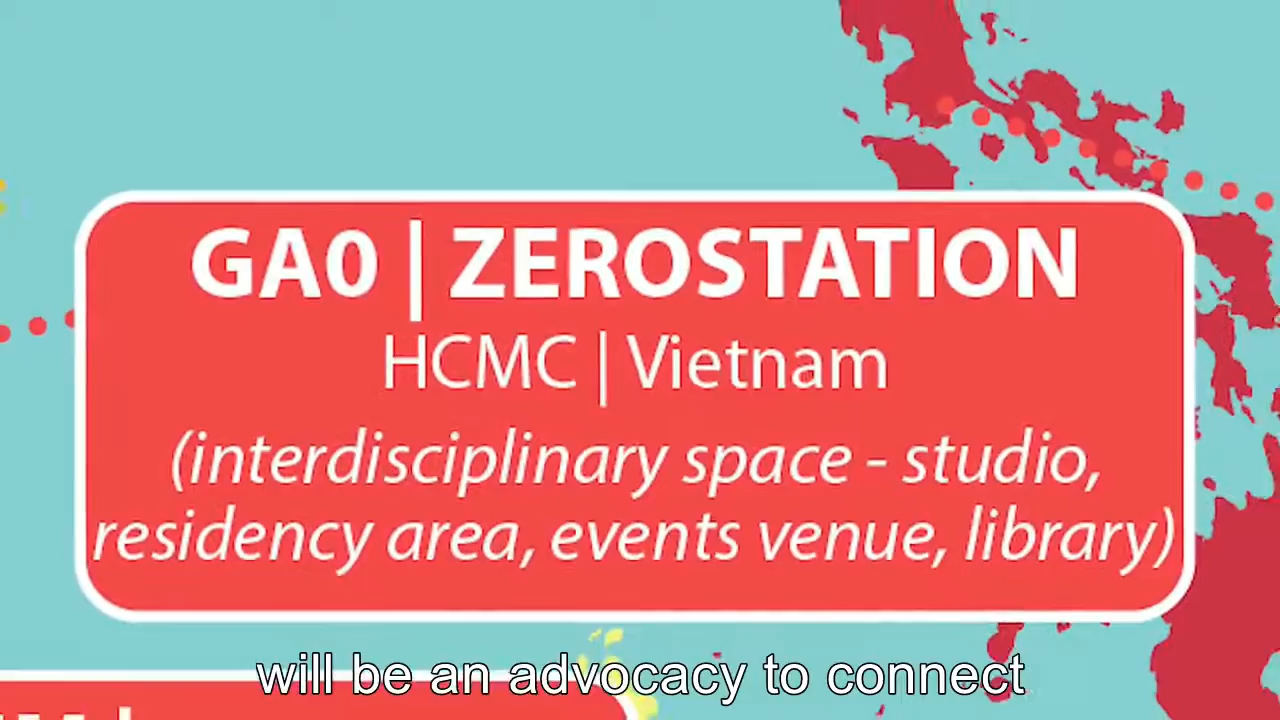 GA0 | ZEROSTATION
HCMC | Vietnam
(interdisciplinary space - studio,
residency area, events venue, library)
will be an advocacy to connect